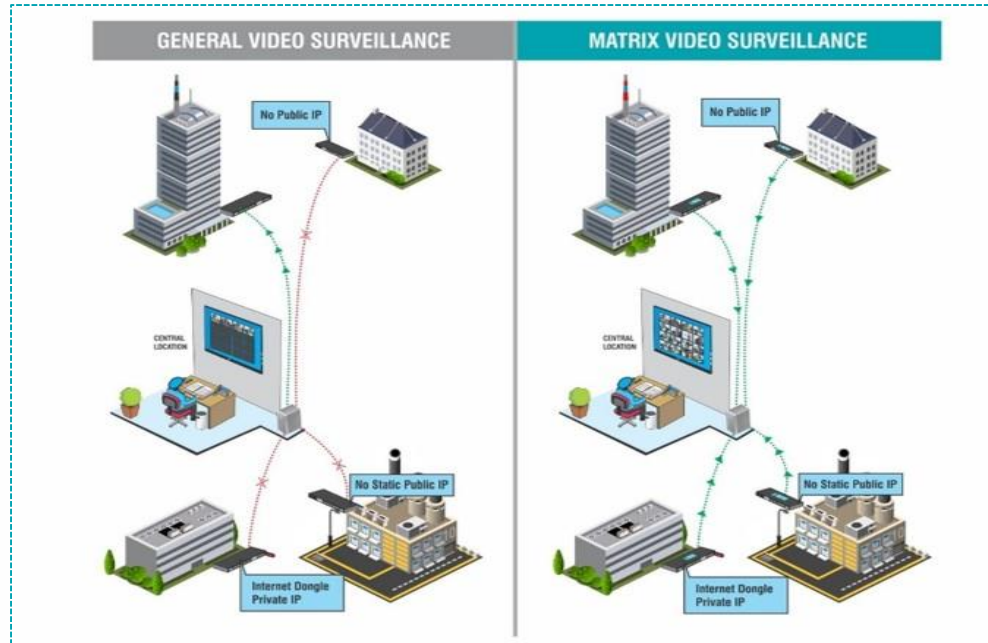 GENERAL VIDEO SURVEILLANCE
No Public IP
CENTRAL
LOCATION
No Static Public IP
Internet Dongle
Private IP
MATRIX VIDEO SURVEILLANCE
No Public IP
CENTRAL
LOCATION
No Static Public IP
Internet Dongle
Private IP